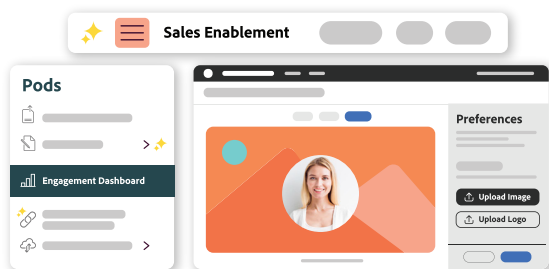 Sales Enablement
Pods
Engagement Dashboard
Preferences
Upload Image
Upload Logo